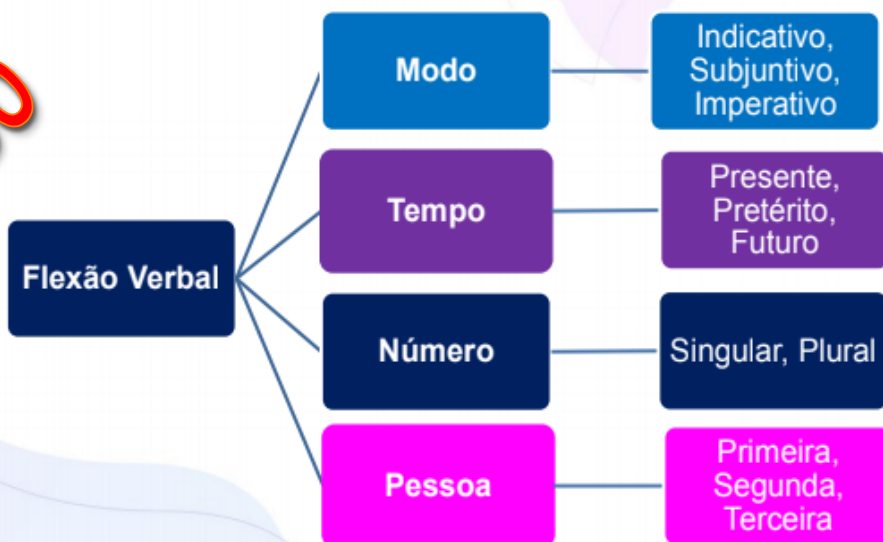 Flexão Verbal
Modo
Indicativo,
Subjuntivo,
Imperativo
Tempo
Presente,
Pretérito,
Futuro
Número
Singular, Plural
Pessoa
Primeira,
Segunda,
Terceira